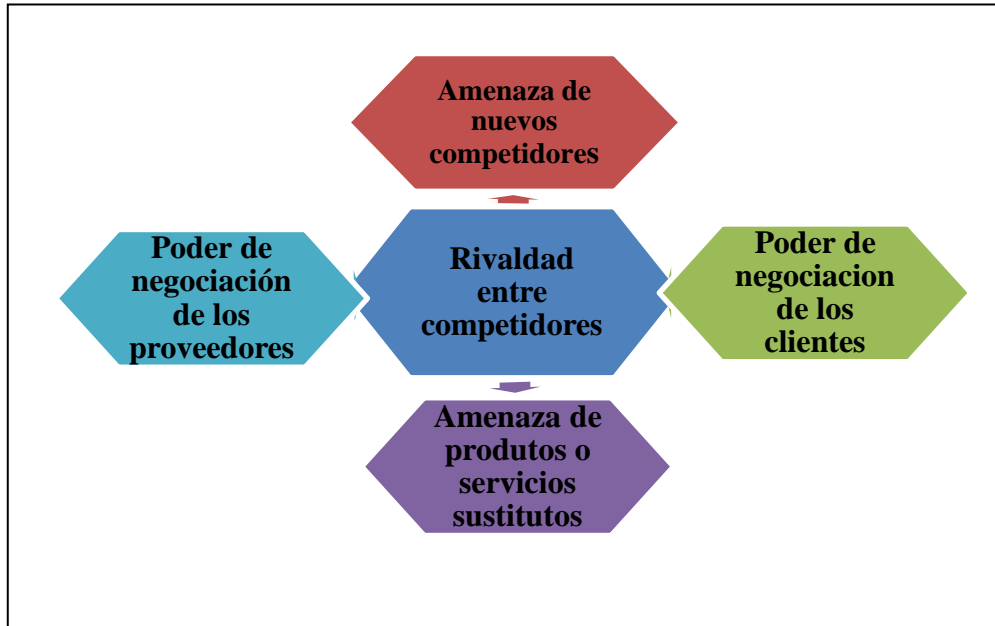 Amenaza de
nuevos
competidores
Poder de
negociación
de los
proveedores
Rivaldad
entre
competidores
Poder de
negociacion
de los
clientes
Amenaza de
produtos o
servicios
sustitutos